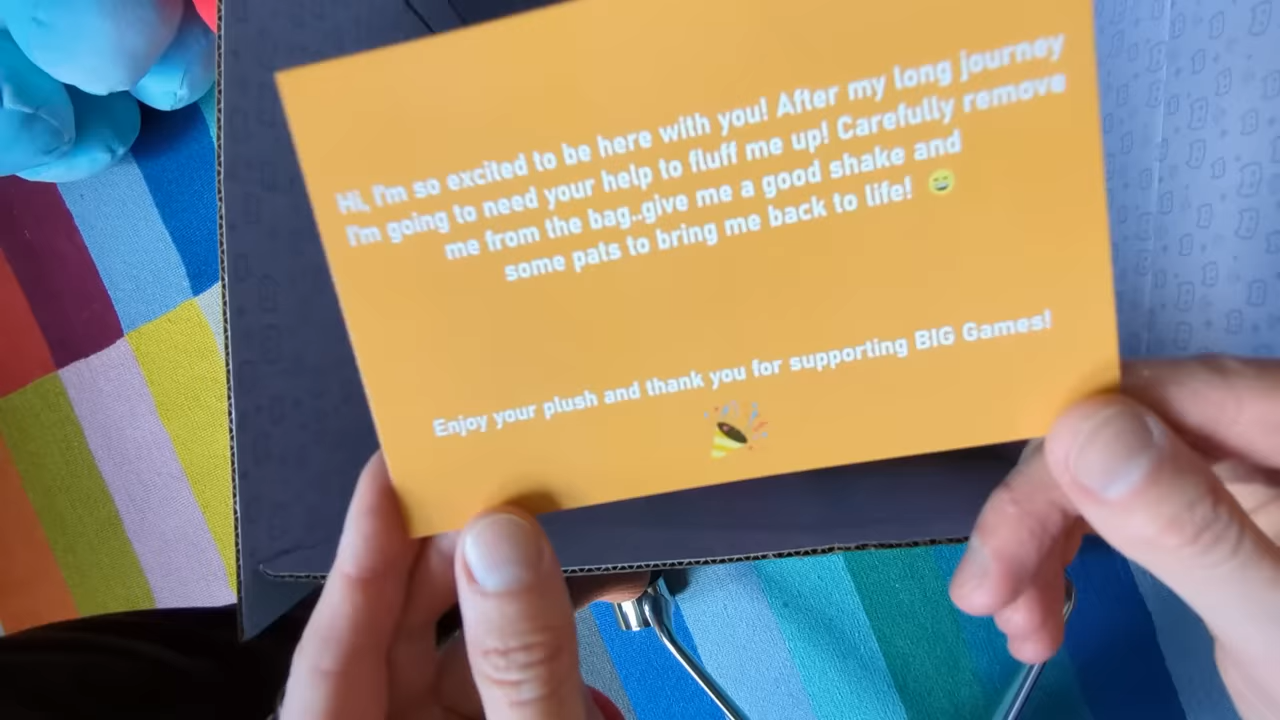 Hi, I'm so excited to be here with you! After my long journey
I'm going to need your help to fluff me up! Carefully remove
me from the bag..give me a good shake and
some pats to bring me back to life! 😄
Enjoy your plush and thank you for supporting BIG Games!
🎉